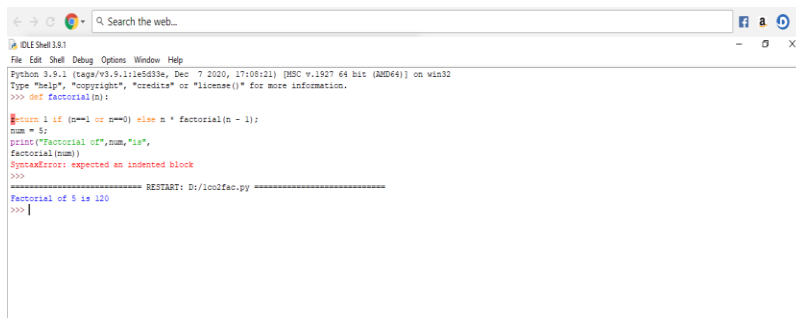 Search the web...
IDLE Shell 3.9.1
File Edit Shell Debug Options Window Help
Python 3.9.1 (tags/v3.9.1:1e5d33e, Dec 7 2020, 17:08:21) [MSC v.1927 64 bit (AMD64)] on win32
Type "help", "copyright", "credits" or "license()" for more information.
>>> def factorial(n):
return 1 if (n==1 or n==0) else n * factorial(n - 1);
num = 5;
print("Factorial of",num,"is",
factorial(num))
SyntaxError: expected an indented block
>>>
============================ RESTART: D:/1co2fac.py ============================
Factorial of 5 is 120
>>>